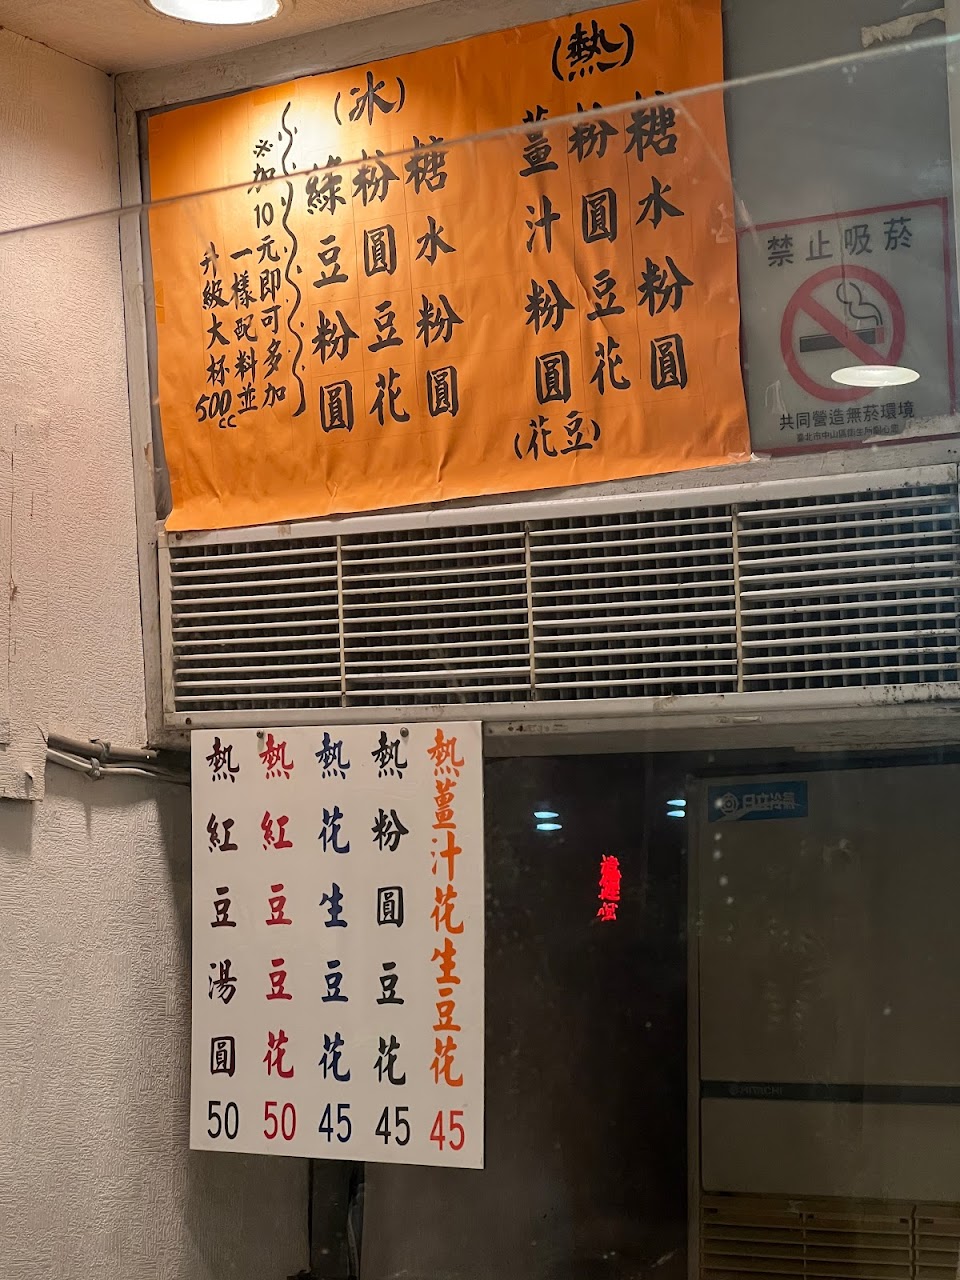 (熱)
糖水粉圓
粉圓豆花
薑汁粉圓
(豆花)
(冰)
糖水粉圓
粉圓豆花
綠豆粉圓
※加10元即可多加
一樣配料並
升級大杯500cc
禁止吸菸
共同營造無菸環境
熱薑汁花生豆花 45
熱粉圓豆花 45
熱花生豆花 45
熱紅豆豆花 50
熱紅豆湯圓 50
HITACHI